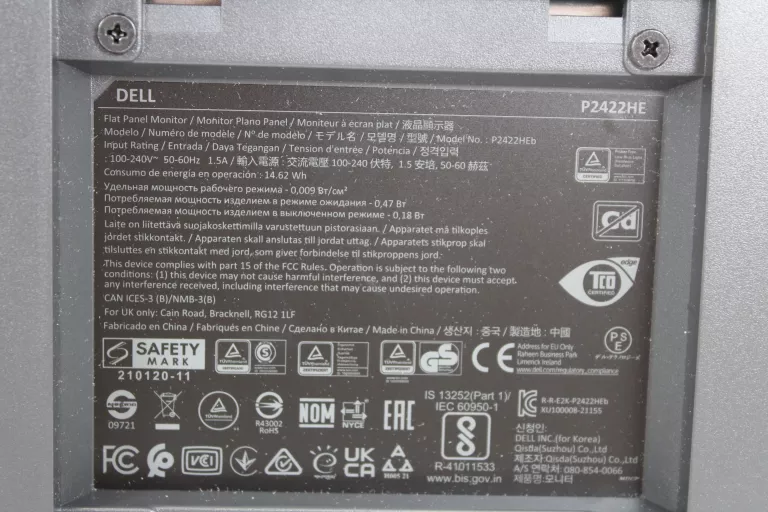 DELL
P2422HE
Flat Panel Monitor / Monitor Plano Panel / Moniteur à écran plat / 液晶顯示器
Modelo / Numéro de modèle / Nº de modelo / モデル名 / 모델명 / 型號 / Model No. : P2422HEb
Input Rating / Entrada / Daya Tegangan / Tension d'entrée / Potencia / 정격입력
: 100-240V~ 50-60Hz 1.5A / 輸入電源 : 交流電壓 100-240 伏特, 1.5 安培, 50-60 赫茲
Consumo de energía en operación : 14.62 Wh
Удельная мощность рабочего режима - 0,009 Вт/см²
Потребляемая мощность изделием в режиме ожидания - 0,47 Вт
Потребляемая мощность изделием в выключенном режиме - 0,18 Вт
Laite on liitettävä suojakoskettimilla varustettuun pistorasiaan. / Apparatet må tilkoples
jordet stikkontakt. / Apparaten skall anslutas till jordat uttag. / Apparatets stikprop skal
tilsluttes en stikkontakt med jord, som giver forbindelse til stikproppens jord.
This device complies with part 15 of the FCC Rules. Operation is subject to the following two
conditions: (1) this device may not cause harmful interference, and (2) this device must accept
any interference received, including interference that may cause undesired operation.
CAN ICES-3 (B)/NMB-3(B)
For UK only: Cain Road, Bracknell, RG12 1LF
Fabricado en China / Fabriqués en Chine / Сделано в Китае / Made in China / 생산지 : 중국 / 製造地 : 中國
edge
TCO
CERTIFIED
PS
E
SAFETY
MARK
210120-11
GS
CE
Address for EU Only
Raheen Business Park
Limerick Ireland
www.dell.com/regulatory_compliance
09721
R43002
RoHS
NOM
NYCE
EAC
IS 13252(Part 1)/
IEC 60950-1
R-41011533
www.bis.gov.in
R-R-E2K-P2422HEb
XU100008-21155
신청인:
DELL INC.(for Korea)
Qisda(Suzhou) Co.,Ltd
제조자: Qisda(Suzhou) Co.,Ltd
A/S 연락처: 080-854-0066
제품명:모니터
FC
VCI
UK
CA